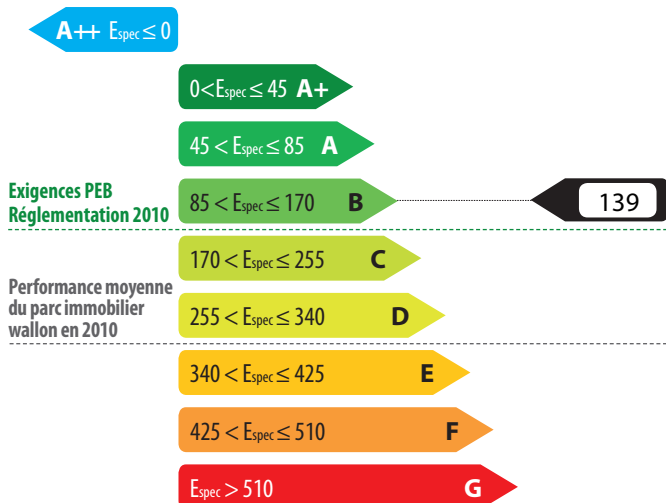 A++ Espec ≤ 0
0<Espec ≤ 45 A+
45 < Espec ≤ 85 A
Exigences PEB
Réglementation 2010
85 < Espec ≤ 170 B
139
170 < Espec ≤ 255 C
Performance moyenne
du parc immobilier
wallon en 2010
255 < Espec ≤ 340 D
340 < Espec ≤ 425 E
425 < Espec ≤ 510 F
Espec > 510 G